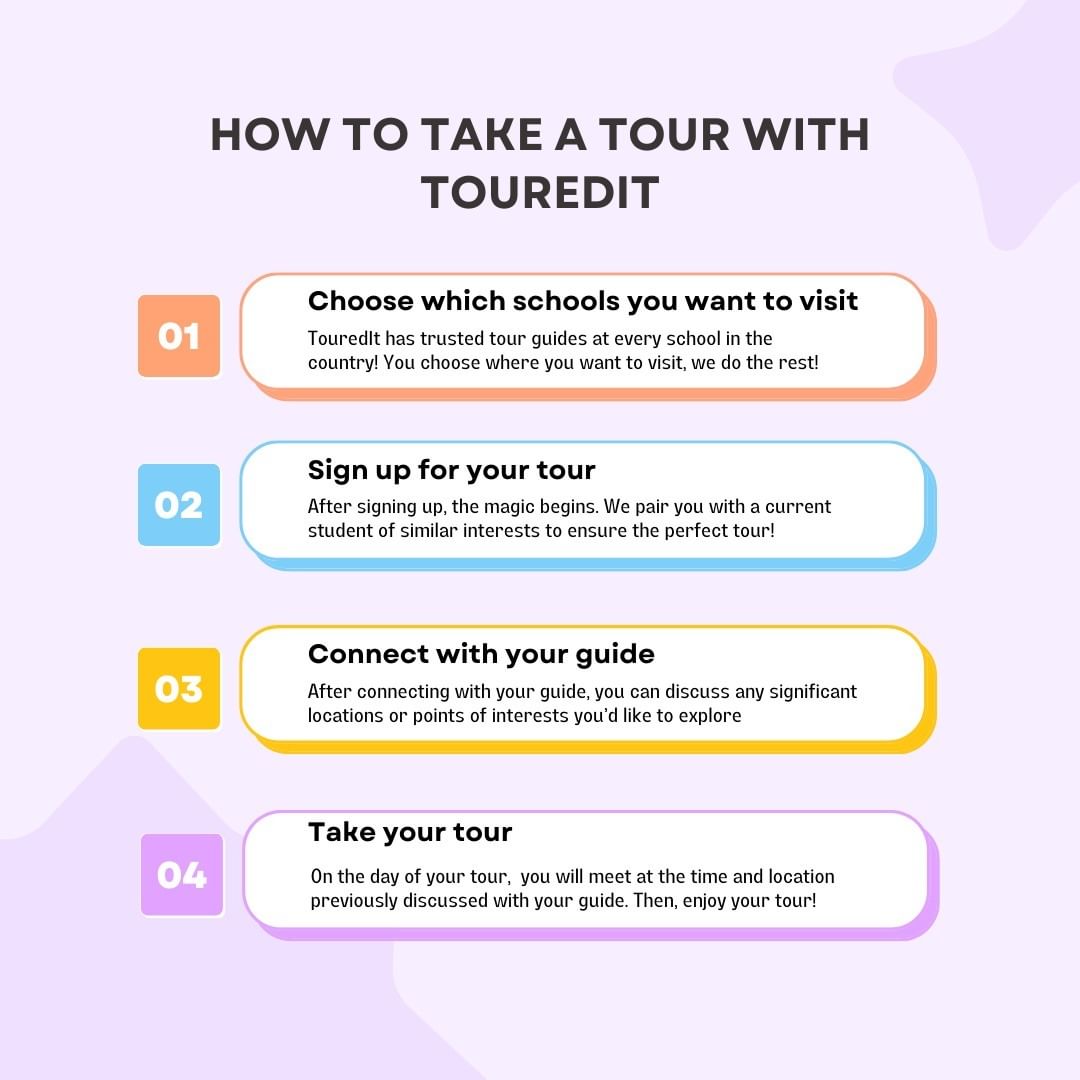 HOW TO TAKE A TOUR WITH
TOUREDIT
01
Choose which schools you want to visit
TouredIt has trusted tour guides at every school in the
country! You choose where you want to visit, we do the rest!
02
Sign up for your tour
After signing up, the magic begins. We pair you with a current
student of similar interests to ensure the perfect tour!
03
Connect with your guide
After connecting with your guide, you can discuss any significant
locations or points of interests you'd like to explore
04
Take your tour
On the day of your tour,  you will meet at the time and location
previously discussed with your guide. Then, enjoy your tour!